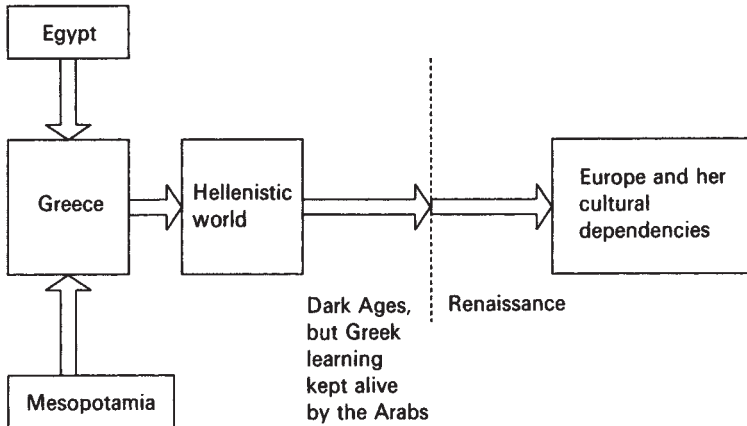 Egypt
Greece
Hellenistic
world
Europe and her
cultural
dependencies
Dark Ages,
but Greek
learning
kept alive
by the Arabs
Renaissance
Mesopotamia